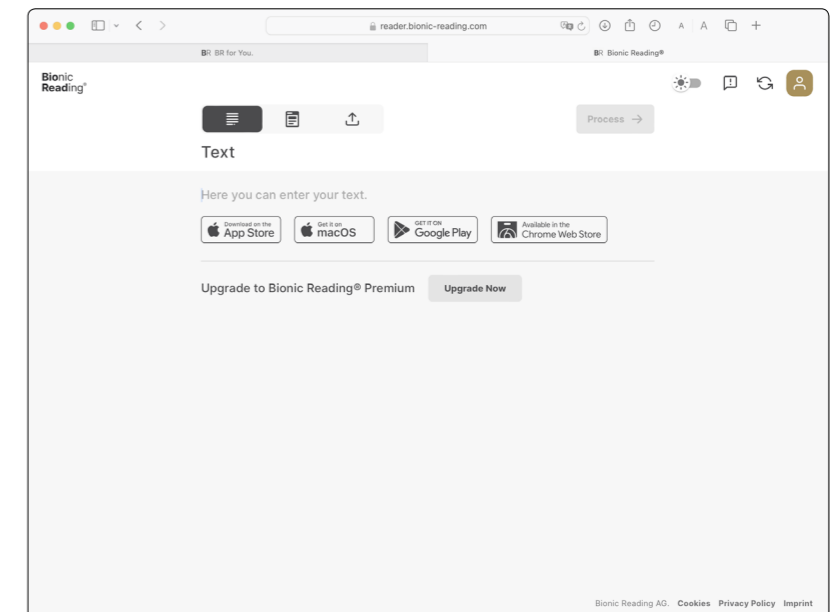 reader.bionic-reading.com
A A
BR BR for You.
BR Bionic Reading®
Bionic
Reading®
Process →
Text
Here you can enter your text.
Download on the
App Store
Get it on
macOS
GET IT ON
Google Play
Available in the
Chrome Web Store
Upgrade to Bionic Reading® Premium
Upgrade Now
Bionic Reading AG. Cookies Privacy Policy Imprint